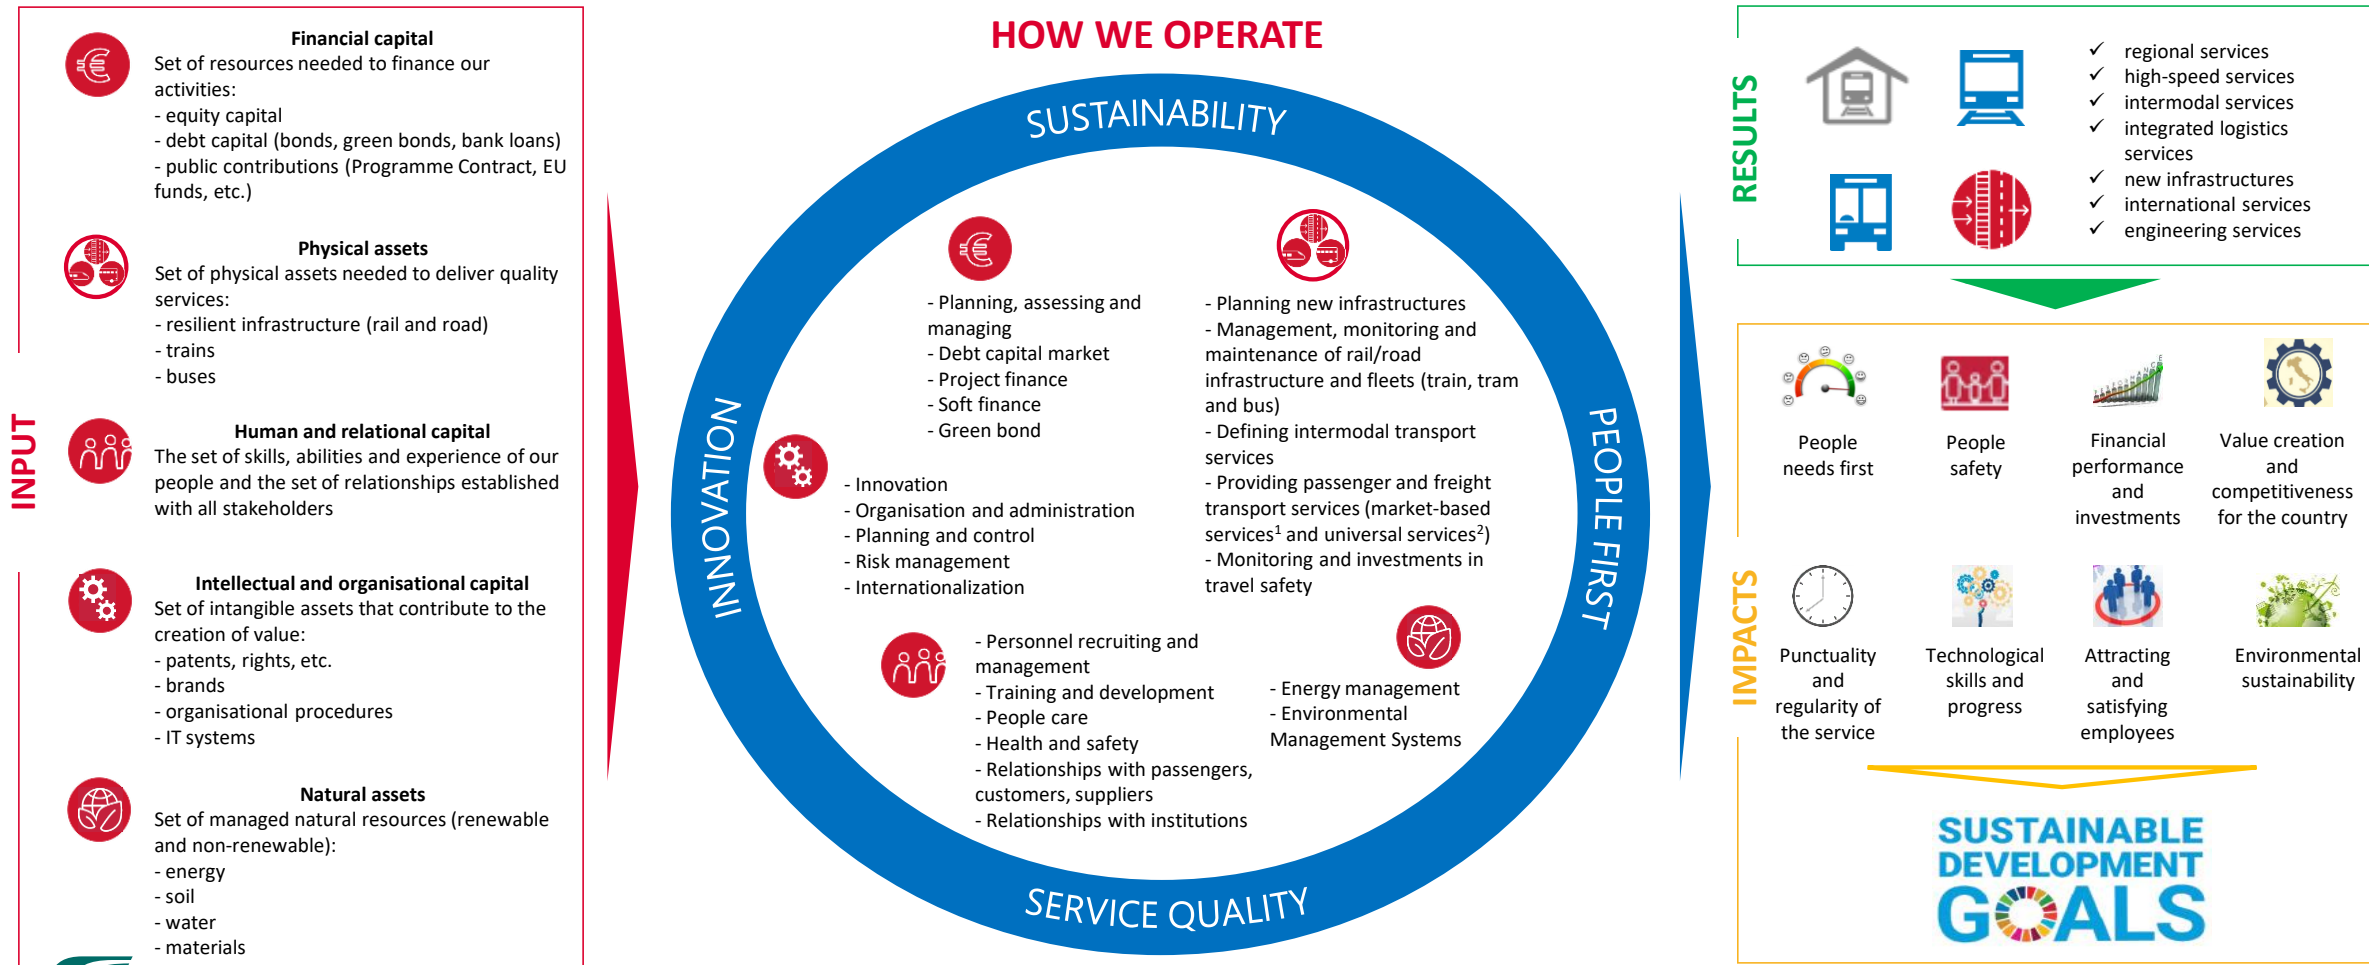 INPUT
Financial capital
Set of resources needed to finance our
activities:
- equity capital
- debt capital (bonds, green bonds, bank loans)
- public contributions (Programme Contract, EU
funds, etc.)
Physical assets
Set of physical assets needed to deliver quality
services:
- resilient infrastructure (rail and road)
- trains
- buses
Human and relational capital
The set of skills, abilities and experience of our
people and the set of relationships established
with all stakeholders
Intellectual and organisational capital
Set of intangible assets that contribute to the
creation of value:
- patents, rights, etc.
- brands
- organisational procedures
- IT systems
Natural assets
Set of managed natural resources (renewable
and non-renewable):
- energy
- soil
- water
- materials
HOW WE OPERATE
SUSTAINABILITY
INNOVATION
PEOPLE FIRST
SERVICE QUALITY
- Planning, assessing and
managing
- Debt capital market
- Project finance
- Soft finance
- Green bond
- Planning new infrastructures
- Management, monitoring and
maintenance of rail/road
infrastructure and fleets (train, tram
and bus)
- Defining intermodal transport
services
- Providing passenger and freight
transport services (market-based
services¹ and universal services²)
- Monitoring and investments in
travel safety
- Innovation
- Organisation and administration
- Planning and control
- Risk management
- Internationalization
- Personnel recruiting and
management
- Training and development
- People care
- Health and safety
- Relationships with passengers,
customers, suppliers
- Relationships with institutions
- Energy management
- Environmental
Management Systems
RESULTS
✓ regional services
✓ high-speed services
✓ intermodal services
✓ integrated logistics
services
✓ new infrastructures
✓ international services
✓ engineering services
IMPACTS
People
needs first
People
safety
Financial
performance
and
investments
Value creation
and
competitiveness
for the country
Punctuality
and
regularity of
the service
Technological
skills and
progress
Attracting
and
satisfying
employees
Environmental
sustainability
SUSTAINABLE
DEVELOPMENT
GOALS